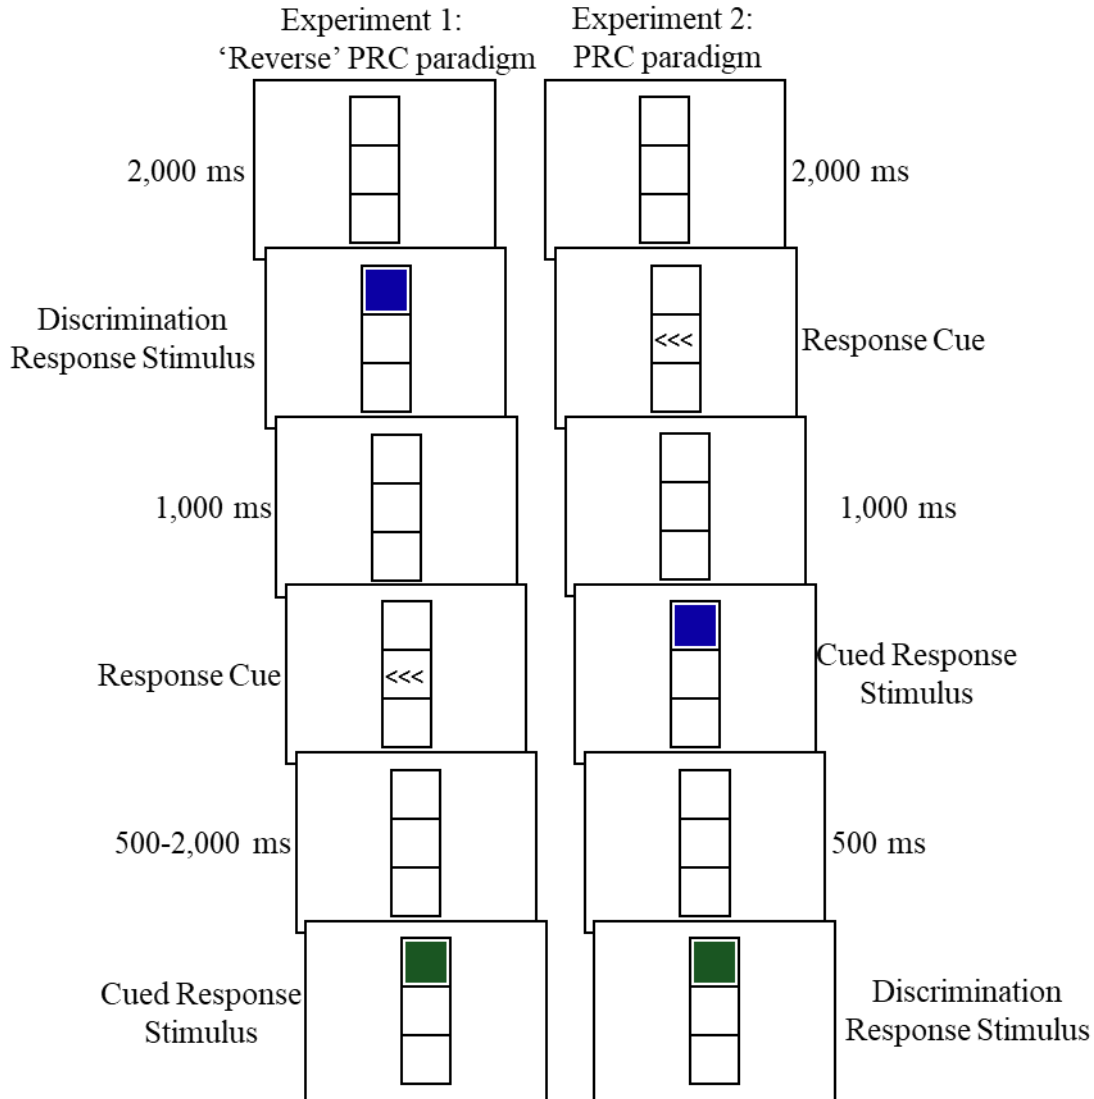 Experiment 1:
‘Reverse’ PRC paradigm
Experiment 2:
PRC paradigm
2,000 ms
2,000 ms
Discrimination
Response Stimulus
<<<
Response Cue
1,000 ms
1,000 ms
Response Cue
<<<
Cued Response
Stimulus
500-2,000 ms
500 ms
Cued Response
Stimulus
Discrimination
Response Stimulus